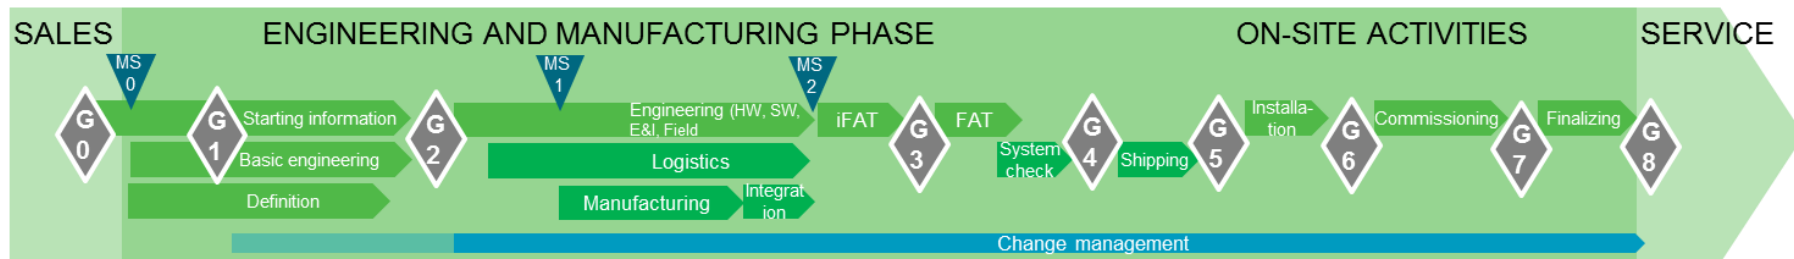 SALES
ENGINEERING AND MANUFACTURING PHASE
ON-SITE ACTIVITIES
SERVICE
MS
0
MS
1
MS
2
G
0
G
1
Starting information
G
2
Engineering (HW, SW,
E&I, Field
iFAT
G
3
FAT
G
4
G
5
Installa-
tion
G
6
Commissioning
G
7
Finalizing
G
8
Basic engineering
Logistics
System
check
Shipping
Definition
Manufacturing
Integrat
ion
Change management